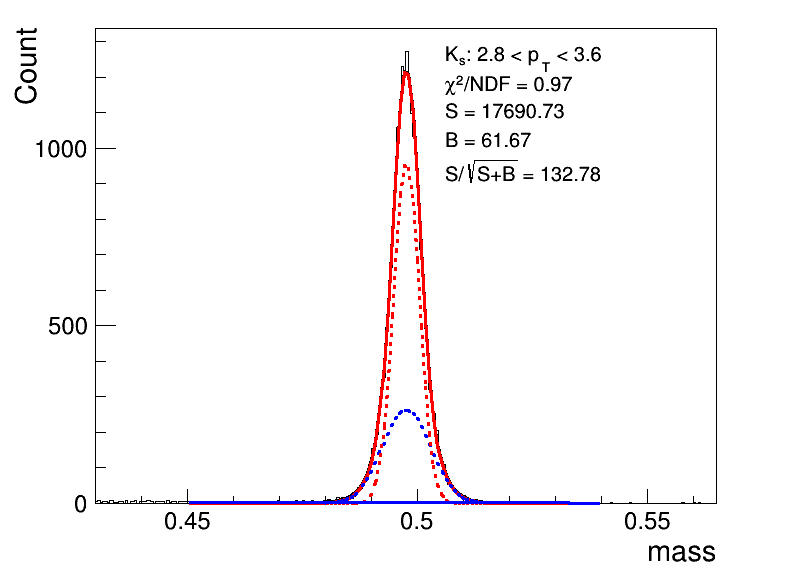 Count
K_s: 2.8 < p_T < 3.6
χ²/NDF = 0.97
S = 17690.73
B = 61.67
S/√S+B = 132.78
1000
500
0
0.45 0.5 0.55
mass